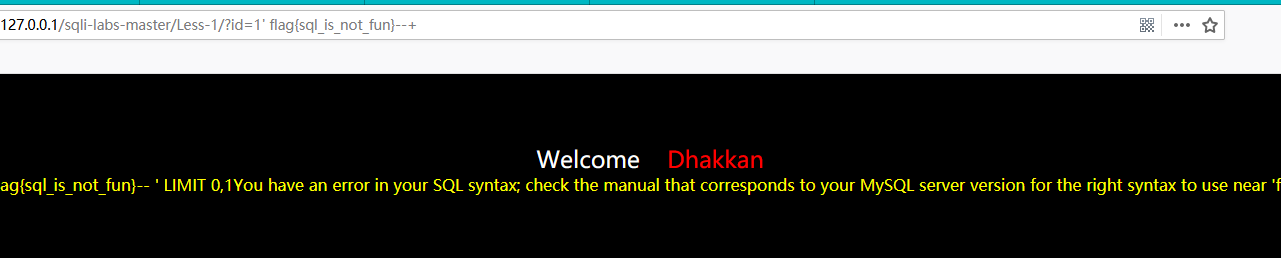 127.0.0.1/sqli-labs-master/Less-1/?id=1' flag{sql_is_not_fun}--+
Welcome Dhakkan
ag{sql_is_not_fun}-- ' LIMIT 0,1You have an error in your SQL syntax; check the manual that corresponds to your MySQL server version for the right syntax to use near 'f